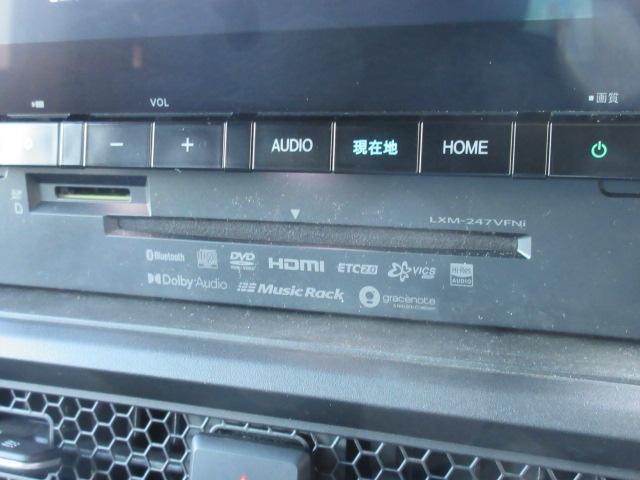 VOL
■画質
− + AUDIO 現在地 HOME
LXM-247VFNi
Bluetooth DVD HDMI ETC2.0 VICS Hi-Res AUDIO
Dolby Audio Music Rack gracenote